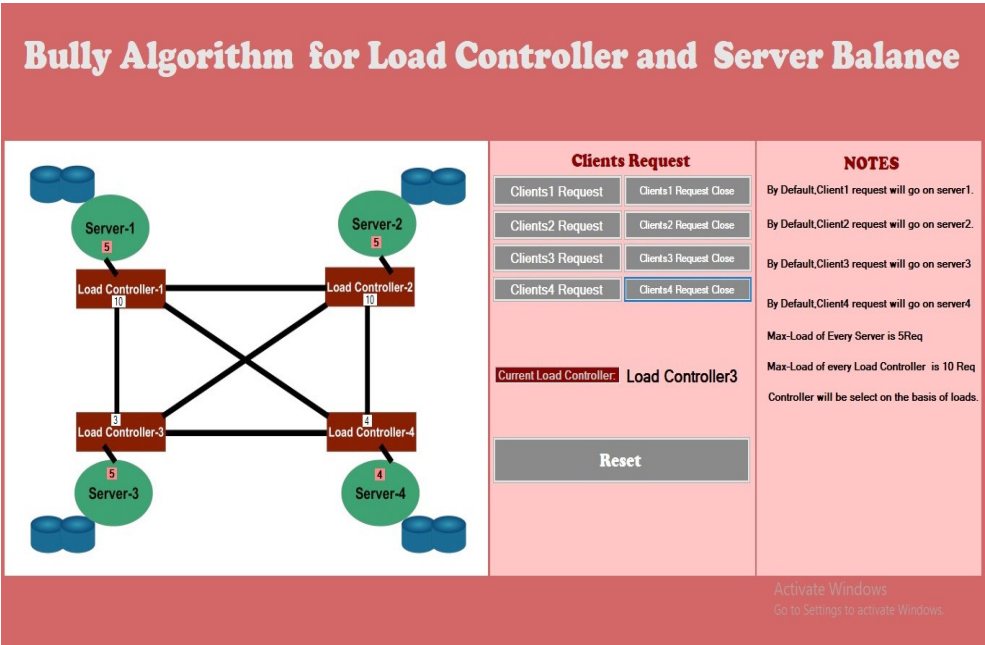 Bully Algorithm for Load Controller and Server Balance
Server-1
5
Load Controller-1
10
Server-2
5
Load Controller-2
10
3
Load Controller-3
5
Server-3
4
Load Controller-4
4
Server-4
Clients Request
Clients1 Request
Clients1 Request Close
Clients2 Request
Clients2 Request Close
Clients3 Request
Clients3 Request Close
Clients4 Request
Clients4 Request Close
Current Load Controller:
Load Controller3
Reset
NOTES
By Default,Client1 request will go on server1.
By Default,Client2 request will go on server2.
By Default,Client3 request will go on server3
By Default,Client4 request will go on server4
Max-Load of Every Server is 5Req
Max-Load of every Load Controller is 10 Req
Controller will be select on the basis of loads.
Activate Windows
Go to Settings to activate Windows.